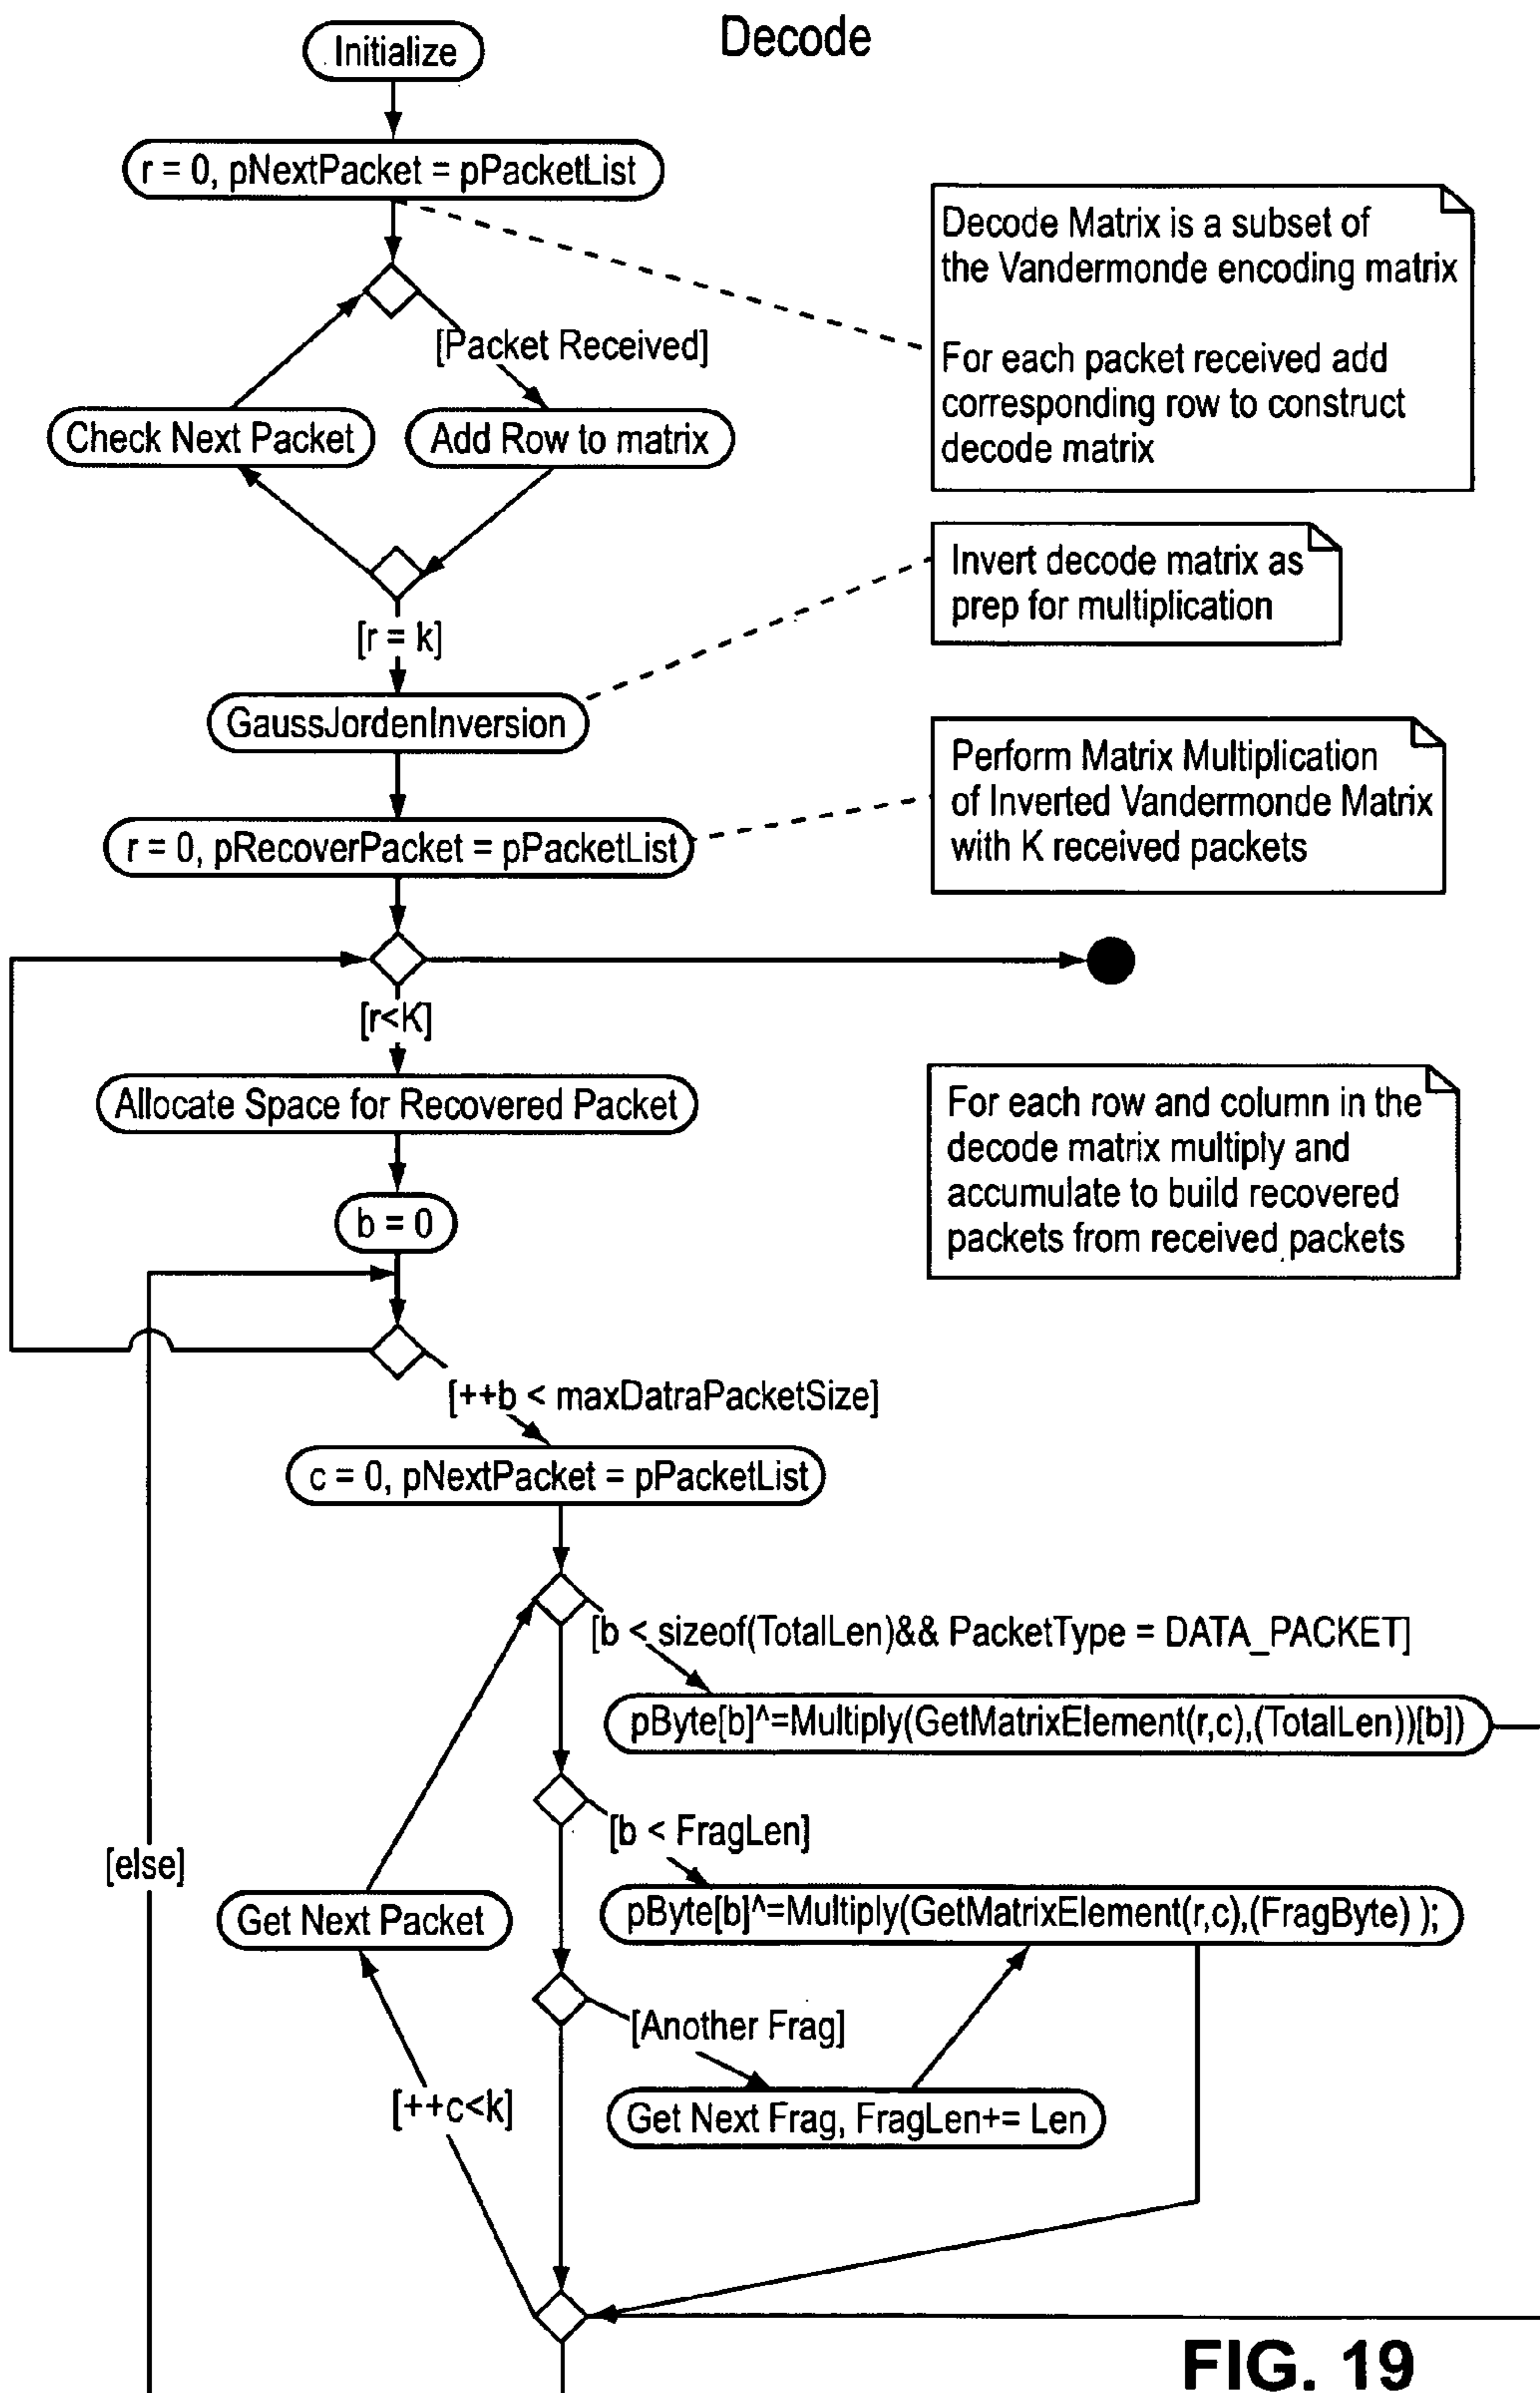 Decode
Initialize
r = 0, pNextPacket = pPacketList
Decode Matrix is a subset of
the Vandermonde encoding matrix
For each packet received add
corresponding row to construct
decode matrix
[Packet Received]
Check Next Packet
Add Row to matrix
Invert decode matrix as
prep for multiplication
[r = k]
GaussJordenInversion
Perform Matrix Multiplication
of Inverted Vandermonde Matrix
with K received packets
r = 0, pRecoverPacket = pPacketList
[r<K]
Allocate Space for Recovered Packet
For each row and column in the
decode matrix multiply and
accumulate to build recovered
packets from received packets
b = 0
[++b < maxDatraPacketSize]
c = 0, pNextPacket = pPacketList
[b < sizeof(TotalLen)&& PacketType = DATA_PACKET]
pByte[b]^=Multiply(GetMatrixElement(r,c),(TotalLen))[b])
[b < FragLen]
[else]
Get Next Packet
pByte[b]^=Multiply(GetMatrixElement(r,c),(FragByte) );
[Another Frag]
[++c<k]
Get Next Frag, FragLen+= Len
FIG. 19